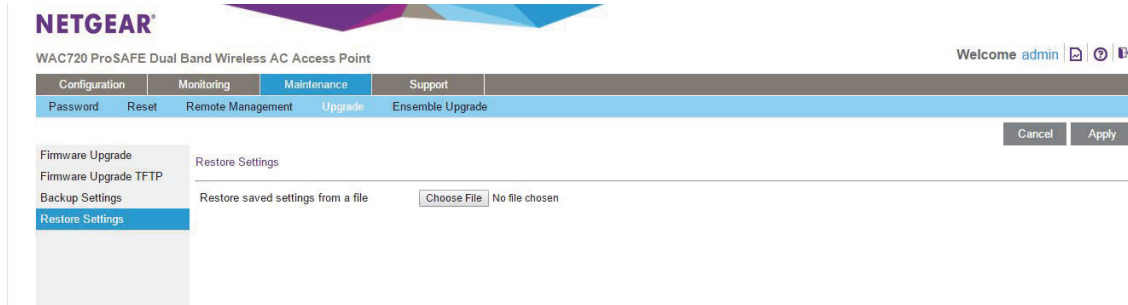 NETGEAR®
WAC720 ProSAFE Dual Band Wireless AC Access Point
Welcome admin
Configuration Monitoring Maintenance Support
Password Reset Remote Management Upgrade Ensemble Upgrade
Cancel Apply
Firmware Upgrade
Firmware Upgrade TFTP
Backup Settings
Restore Settings
Restore Settings
Restore saved settings from a file Choose File No file chosen